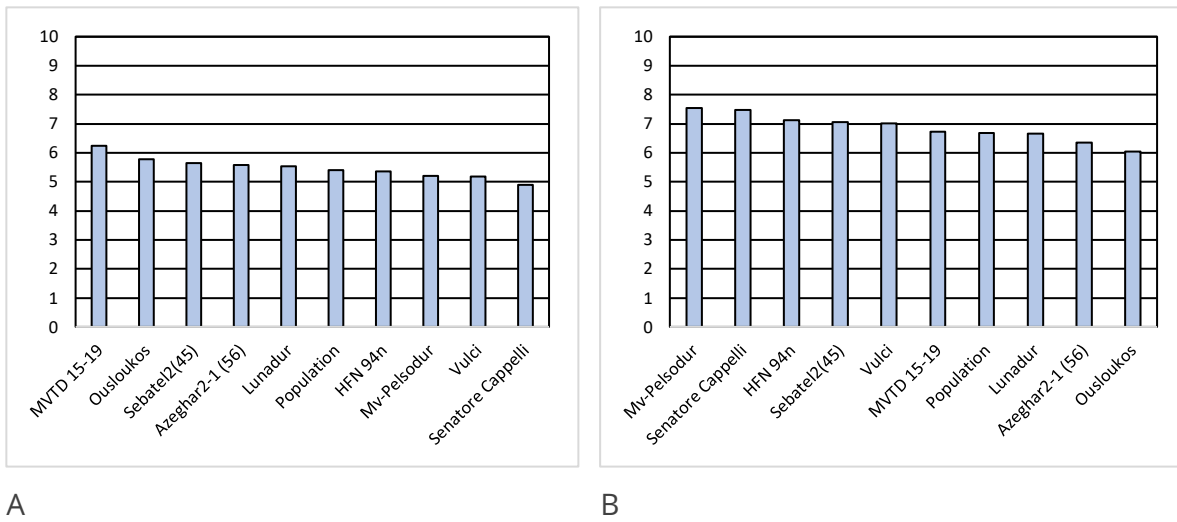 10
9
8
7
6
5
4
3
2
1
0
MVTD 15-19
Ousloukos
Sebatel2(45)
Azeghar2-1 (56)
Lunadur
Population
HFN 94n
Mv-Pelsodur
Vulci
Senatore Cappelli
A
10
9
8
7
6
5
4
3
2
1
0
Mv-Pelsodur
Senatore Cappelli
HFN 94n
Sebatel2(45)
Vulci
MVTD 15-19
Population
Lunadur
Azeghar2-1 (56)
Ousloukos
B